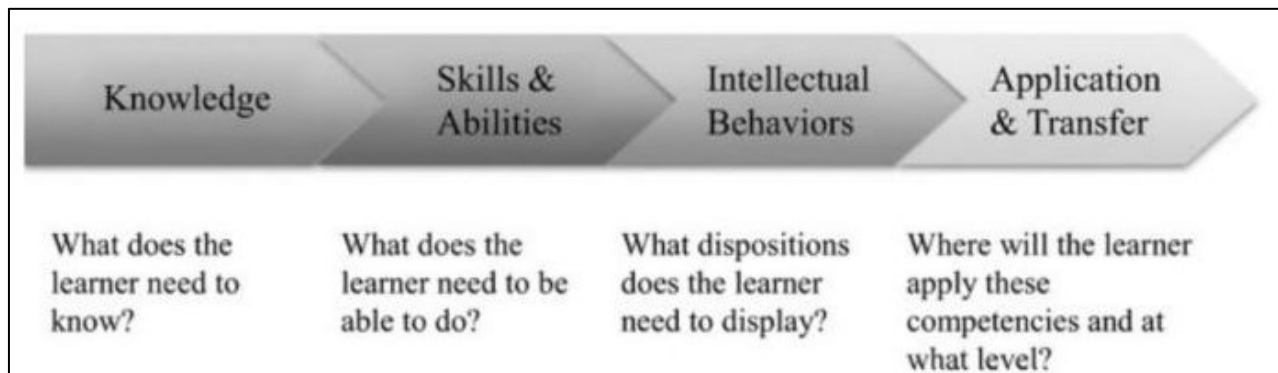 Knowledge
Skills &
Abilities
Intellectual
Behaviors
Application
& Transfer
What does the
learner need to
know?
What does the
learner need to be
able to do?
What dispositions
does the learner
need to display?
Where will the learner
apply these
competencies and at
what level?